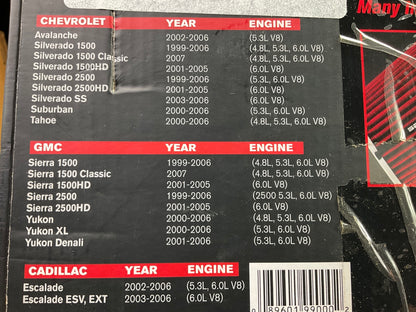 Many m
CHEVROLET YEAR ENGINE
Avalanche 2002-2006 (5.3L V8)
Silverado 1500 1999-2006 (4.8L, 5.3L, 6.0L V8)
Silverado 1500 Classic 2007 (4.8L, 5.3L, 6.0L V8)
Silverado 1500HD 2001-2005 (6.0L V8)
Silverado 2500 1999-2006 (5.3L, 6.0L V8)
Silverado 2500HD 2001-2005 (6.0L V8)
Silverado SS 2003-2006 (6.0L V8)
Suburban 2000-2006 (5.3L, 6.0L V8)
Tahoe 2000-2006 (4.8L, 5.3L, 6.0L V8)
GMC YEAR ENGINE
Sierra 1500 1999-2006 (4.8L, 5.3L, 6.0L V8)
Sierra 1500 Classic 2007 (4.8L, 5.3L, 6.0L V8)
Sierra 1500HD 2001-2005 (6.0L V8)
Sierra 2500 1999-2006 (2500 5.3L, 6.0L V8)
Sierra 2500HD 2001-2005 (6.0L V8)
Yukon 2000-2006 (4.8L, 5.3L, 6.0L V8)
Yukon XL 2000-2006 (5.3L, 6.0L V8)
Yukon Denali 2001-2006 (5.3L, 6.0L V8)
CADILLAC YEAR ENGINE
Escalade 2002-2006 (5.3L, 6.0L V8)
Escalade ESV, EXT 2003-2006 (6.0L V8)
0 89601 99000 2